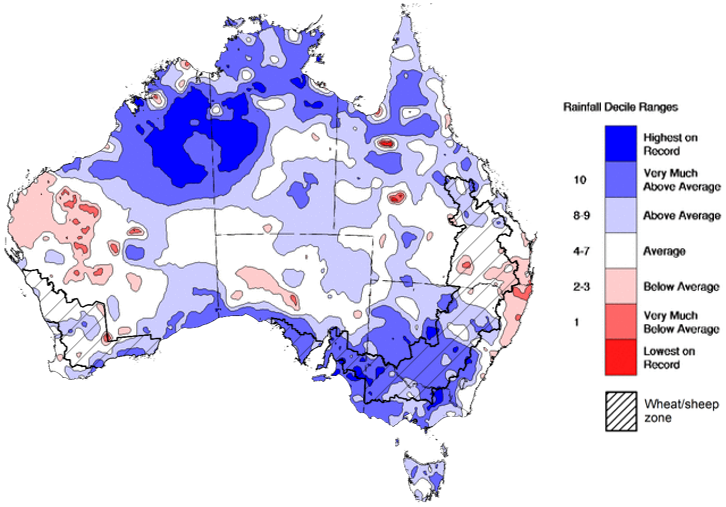 Rainfall Decile Ranges
Highest on
Record
10
Very Much
Above Average
8-9
Above Average
4-7
Average
2-3
Below Average
1
Very Much
Below Average
Lowest on
Record
Wheat/sheep
zone